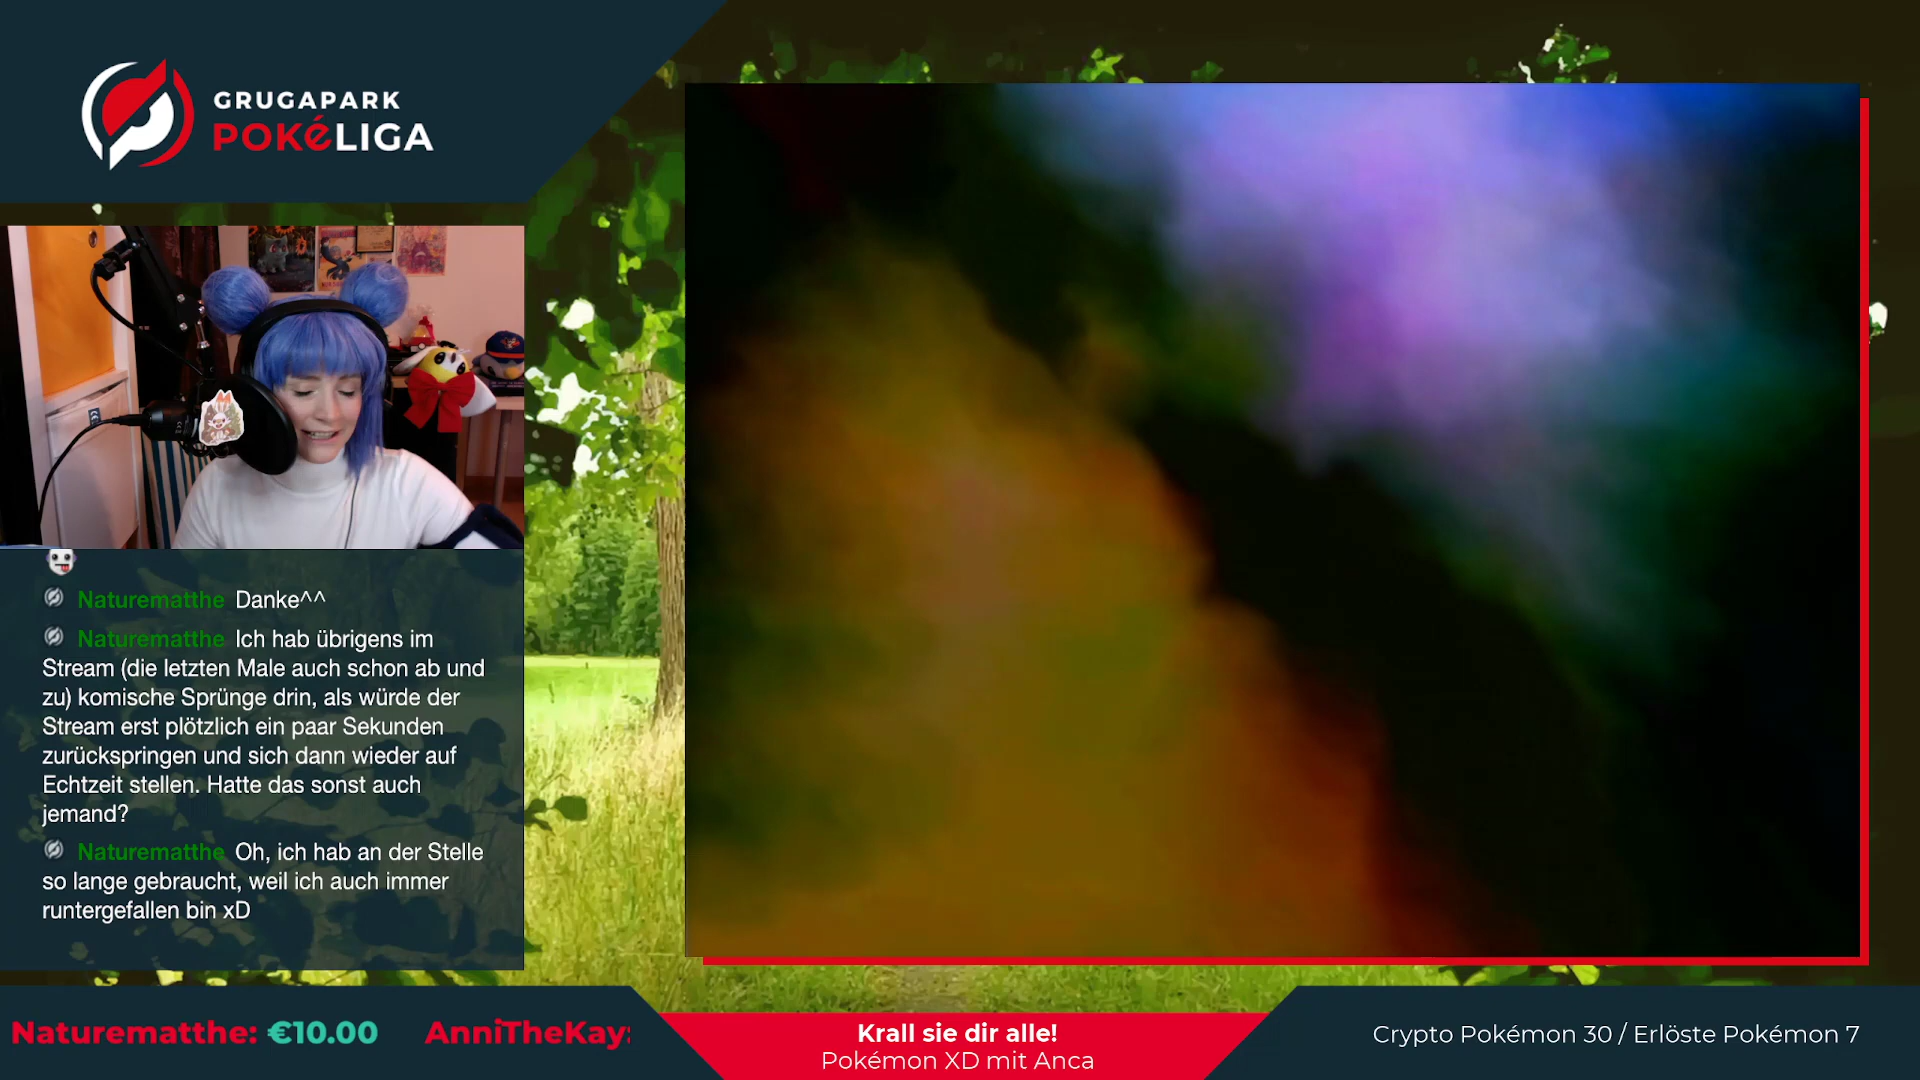 GRUGAPARK
POKéLIGA
Naturematthe Danke^^
Naturematthe Ich hab übrigens im
Stream (die letzten Male auch schon ab und
zu) komische Sprünge drin, als würde der
Stream erst plötzlich ein paar Sekunden
zurückspringen und sich dann wieder auf
Echtzeit stellen. Hatte das sonst auch
jemand?
Naturematthe Oh, ich hab an der Stelle
so lange gebraucht, weil ich auch immer
runtergefallen bin xD
Naturematthe: €10.00 AnniTheKay:
Krall sie dir alle!
Pokémon XD mit Anca
Crypto Pokémon 30 / Erlöste Pokémon 7